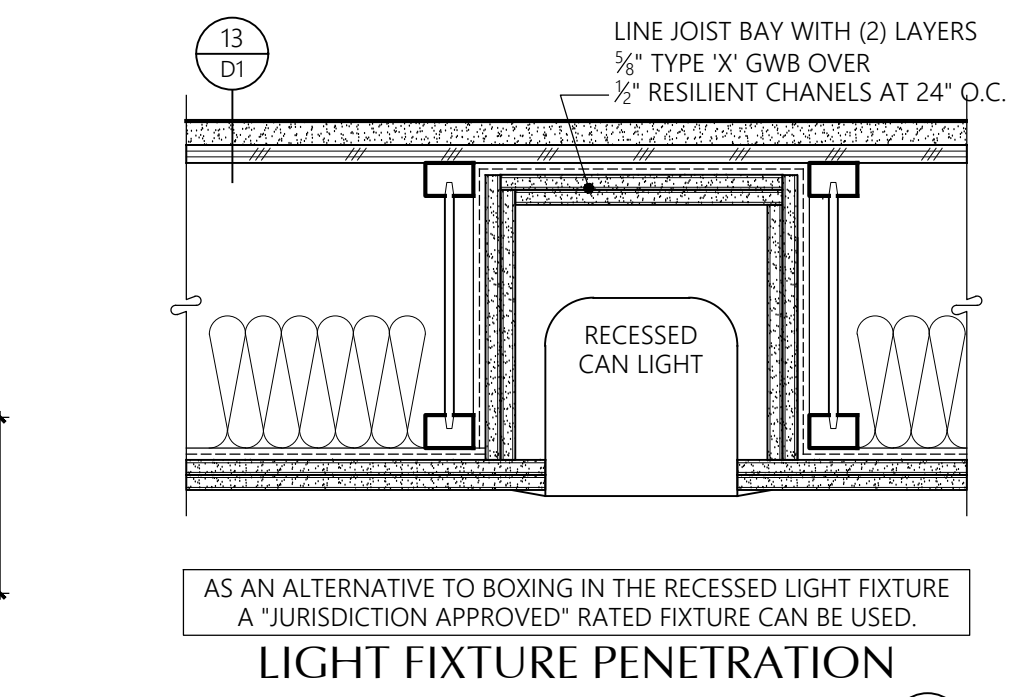 13
D1
LINE JOIST BAY WITH (2) LAYERS
⅝" TYPE 'X' GWB OVER
½" RESILIENT CHANELS AT 24" O.C.
RECESSED
CAN LIGHT
AS AN ALTERNATIVE TO BOXING IN THE RECESSED LIGHT FIXTURE
A "JURISDICTION APPROVED" RATED FIXTURE CAN BE USED.
LIGHT FIXTURE PENETRATION